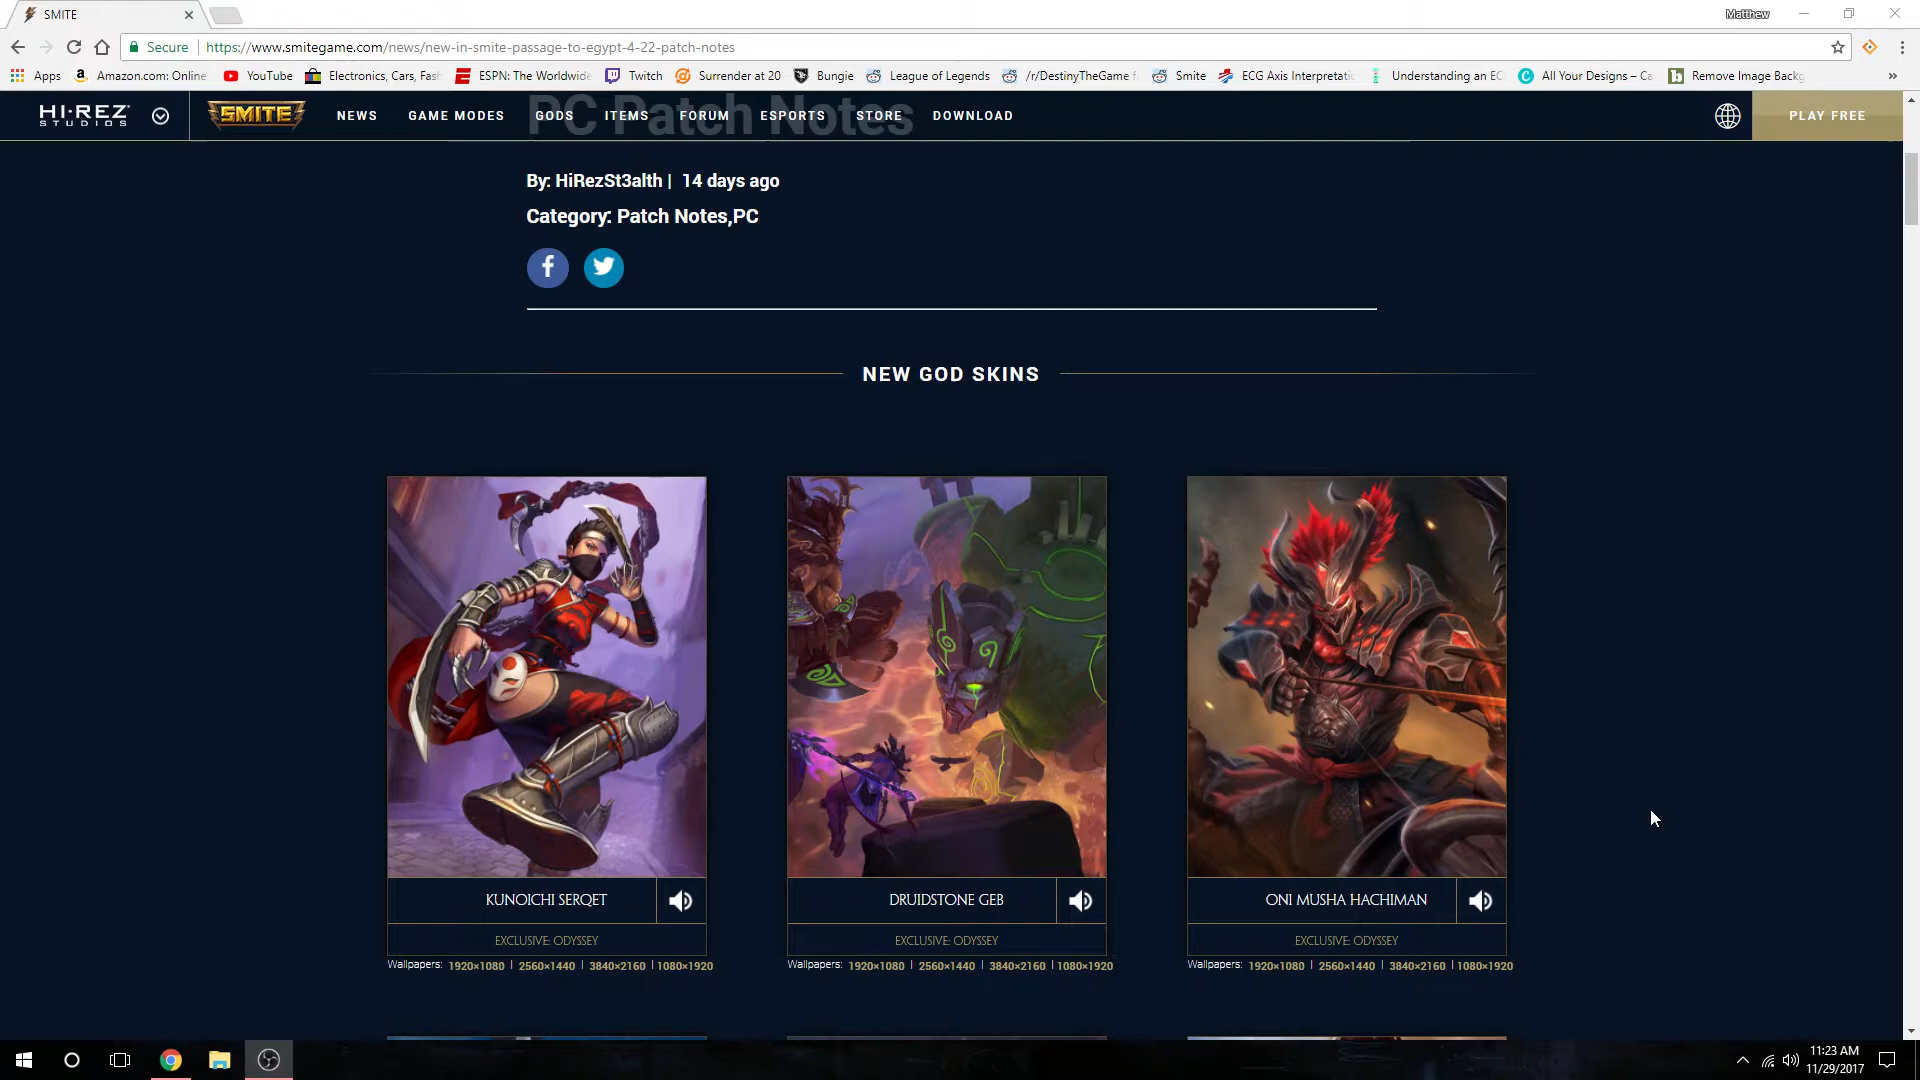 SMITE
Matthew
Secure https://www.smitegame.com/news/new-in-smite-passage-to-egypt-4-22-patch-notes
Apps Amazon.com: Online YouTube Electronics, Cars, Fash ESPN: The Worldwide Twitch Surrender at 20 Bungie League of Legends /r/DestinyTheGame Smite ECG Axis Interpretati Understanding an EC All Your Designs – Ca Remove Image Backg »
HI-REZ STUDIOS SMITE NEWS GAME MODES GODS ITEMS FORUM ESPORTS STORE DOWNLOAD PLAY FREE
PC Patch Notes
By: HiRezSt3alth | 14 days ago
Category: Patch Notes,PC
NEW GOD SKINS
KUNOICHI SERQET DRUIDSTONE GEB ONI MUSHA HACHIMAN
EXCLUSIVE: ODYSSEY EXCLUSIVE: ODYSSEY EXCLUSIVE: ODYSSEY
Wallpapers: 1920×1080 | 2560×1440 | 3840×2160 | 1080×1920 Wallpapers: 1920×1080 | 2560×1440 | 3840×2160 | 1080×1920 Wallpapers: 1920×1080 | 2560×1440 | 3840×2160 | 1080×1920
11:23 AM
11/29/2017